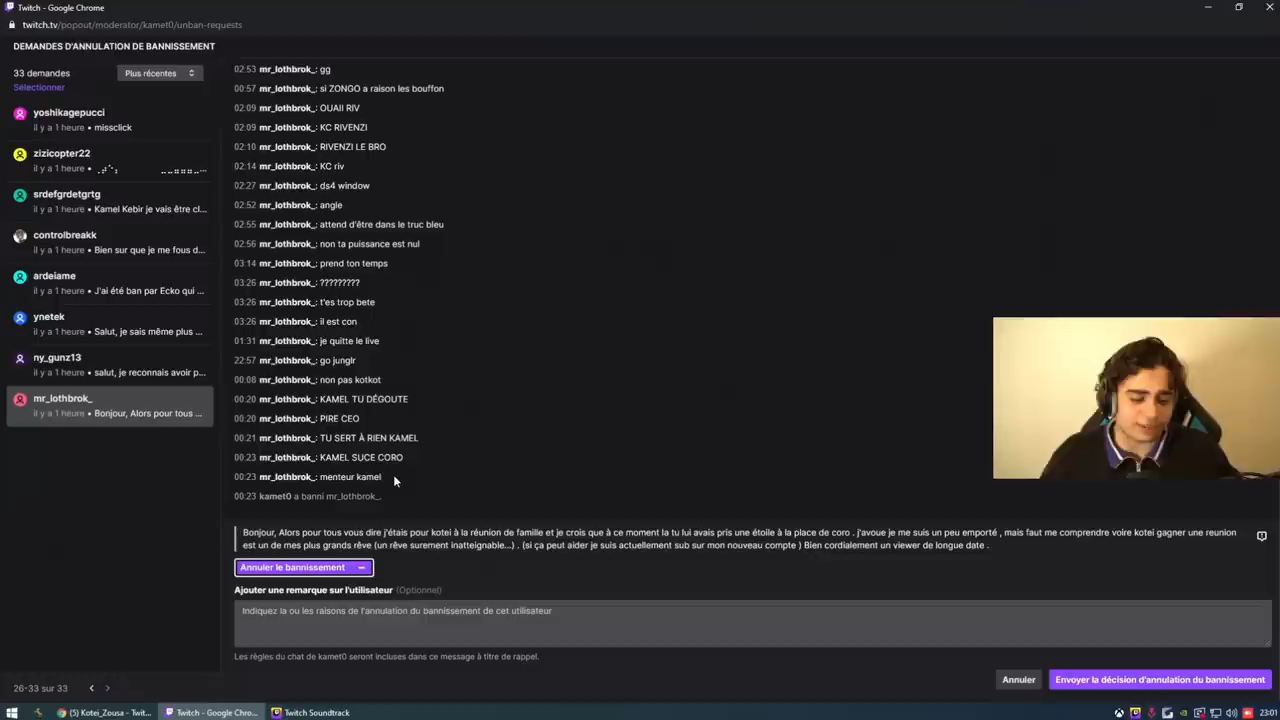 Twitch - Google Chrome
twitch.tv/popout/moderator/kamet0/unban-requests
DEMANDES D'ANNULATION DE BANNISSEMENT
33 demandes
Plus récentes
Sélectionner
yoshikagepucci
il y a 1 heure • missclick
zizicopter22
il y a 1 heure •
srdefgrdetgrtg
il y a 1 heure • Kamel Kebir je vais être cl...
controlbreakk
il y a 1 heure • Bien sur que je me fous d...
ardeiame
il y a 1 heure • J'ai été ban par Ecko qui ...
ynetek
il y a 1 heure • Salut, je sais même plus ...
ny_gunz13
il y a 1 heure • salut, je reconnais avoir p...
mr_lothbrok_
il y a 1 heure • Bonjour, Alors pour tous ...
26-33 sur 33
02:53 mr_lothbrok_: gg
00:57 mr_lothbrok_: si ZONGO a raison les bouffon
02:09 mr_lothbrok_: OUAII RIV
02:09 mr_lothbrok_: KC RIVENZI
02:10 mr_lothbrok_: RIVENZI LE BRO
02:14 mr_lothbrok_: KC riv
02:27 mr_lothbrok_: ds4 window
02:52 mr_lothbrok_: angle
02:55 mr_lothbrok_: attend d'être dans le truc bleu
02:56 mr_lothbrok_: non ta puissance est nul
03:14 mr_lothbrok_: prend ton temps
03:26 mr_lothbrok_: ?????????
03:26 mr_lothbrok_: t'es trop bete
03:26 mr_lothbrok_: il est con
01:31 mr_lothbrok_: je quitte le live
22:57 mr_lothbrok_: go junglr
00:08 mr_lothbrok_: non pas kotkot
00:20 mr_lothbrok_: KAMEL TU DÉGOUTE
00:20 mr_lothbrok_: PIRE CEO
00:21 mr_lothbrok_: TU SERT À RIEN KAMEL
00:23 mr_lothbrok_: KAMEL SUCE CORO
00:23 mr_lothbrok_: menteur kamel
00:23 kamet0 a banni mr_lothbrok_.
Bonjour, Alors pour tous vous dire j'étais pour kotei à la réunion de famille et je crois que à ce moment la tu lui avais pris une étoile à la place de coro . j'avoue je me suis un peu emporté , mais faut me comprendre voire kotei gagner une reunion
est un de mes plus grands rêve (un rêve surement inatteignable...) . (si ça peut aider je suis actuellement sub sur mon nouveau compte ) Bien cordialement un viewer de longue date .
Annuler le bannissement
Ajouter une remarque sur l'utilisateur (Optionnel)
Indiquez la ou les raisons de l'annulation du bannissement de cet utilisateur
Les règles du chat de kamet0 seront incluses dans ce message à titre de rappel.
Annuler
Envoyer la décision d'annulation du bannissement
(5) Kotei_Zousa - Twit...
Twitch - Google Chro...
Twitch Soundtrack
23:01